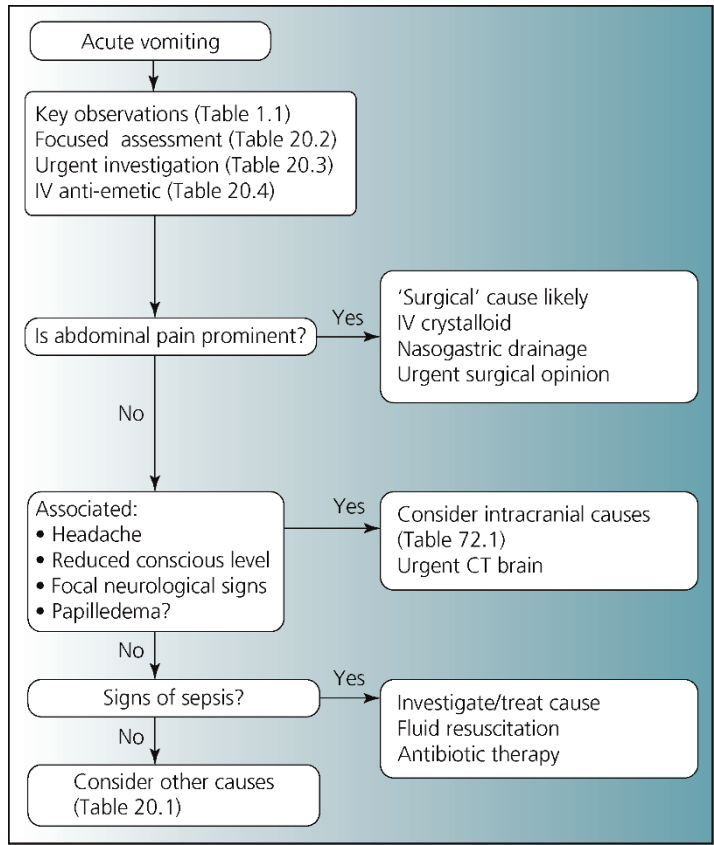 Acute vomiting
Key observations (Table 1.1)
Focused assessment (Table 20.2)
Urgent investigation (Table 20.3)
IV anti-emetic (Table 20.4)
Is abdominal pain prominent?
Yes
'Surgical' cause likely
IV crystalloid
Nasogastric drainage
Urgent surgical opinion
No
Associated:
• Headache
• Reduced conscious level
• Focal neurological signs
• Papilledema?
Yes
Consider intracranial causes
(Table 72.1)
Urgent CT brain
No
Signs of sepsis?
Yes
Investigate/treat cause
Fluid resuscitation
Antibiotic therapy
No
Consider other causes
(Table 20.1)